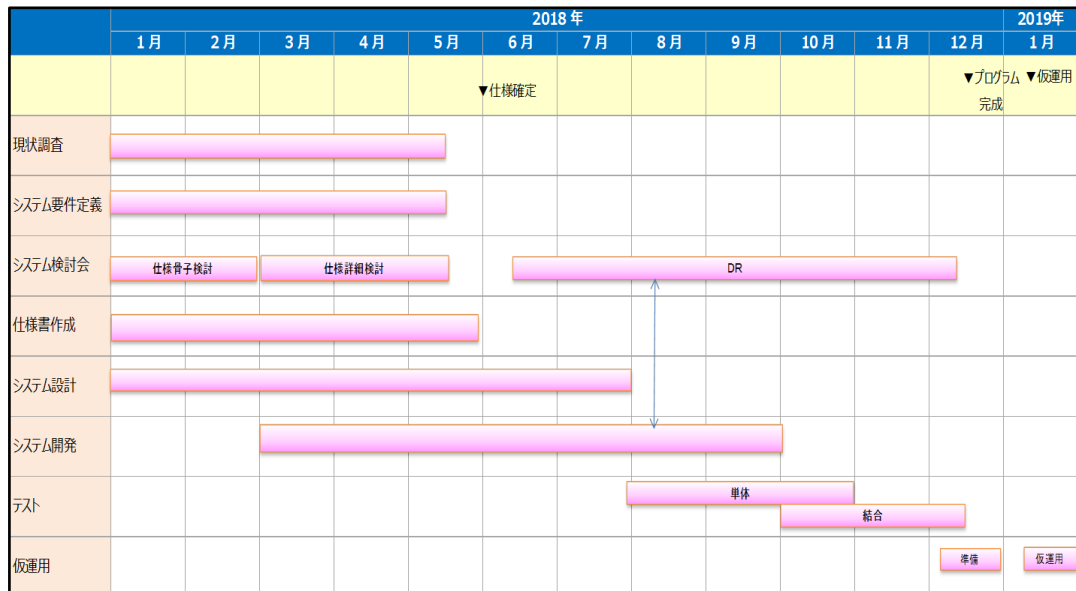 2018年 2019年
1月 2月 3月 4月 5月 6月 7月 8月 9月 10月 11月 12月 1月
▼仕様確定 ▼プログラム完成 ▼仮運用
現状調査
システム要件定義
システム検討会 仕様骨子検討 仕様詳細検討 DR
仕様書作成
システム設計
システム開発
テスト 単体
結合
仮運用 準備 仮運用